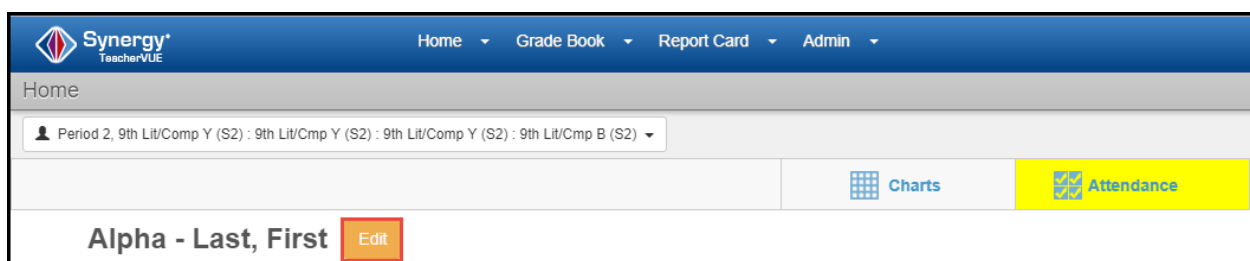 Synergy®
TeacherVUE
Home Grade Book Report Card Admin
Home
Period 2, 9th Lit/Comp Y (S2) : 9th Lit/Cmp Y (S2) : 9th Lit/Comp Y (S2) : 9th Lit/Cmp B (S2)
Charts Attendance
Alpha - Last, First Edit